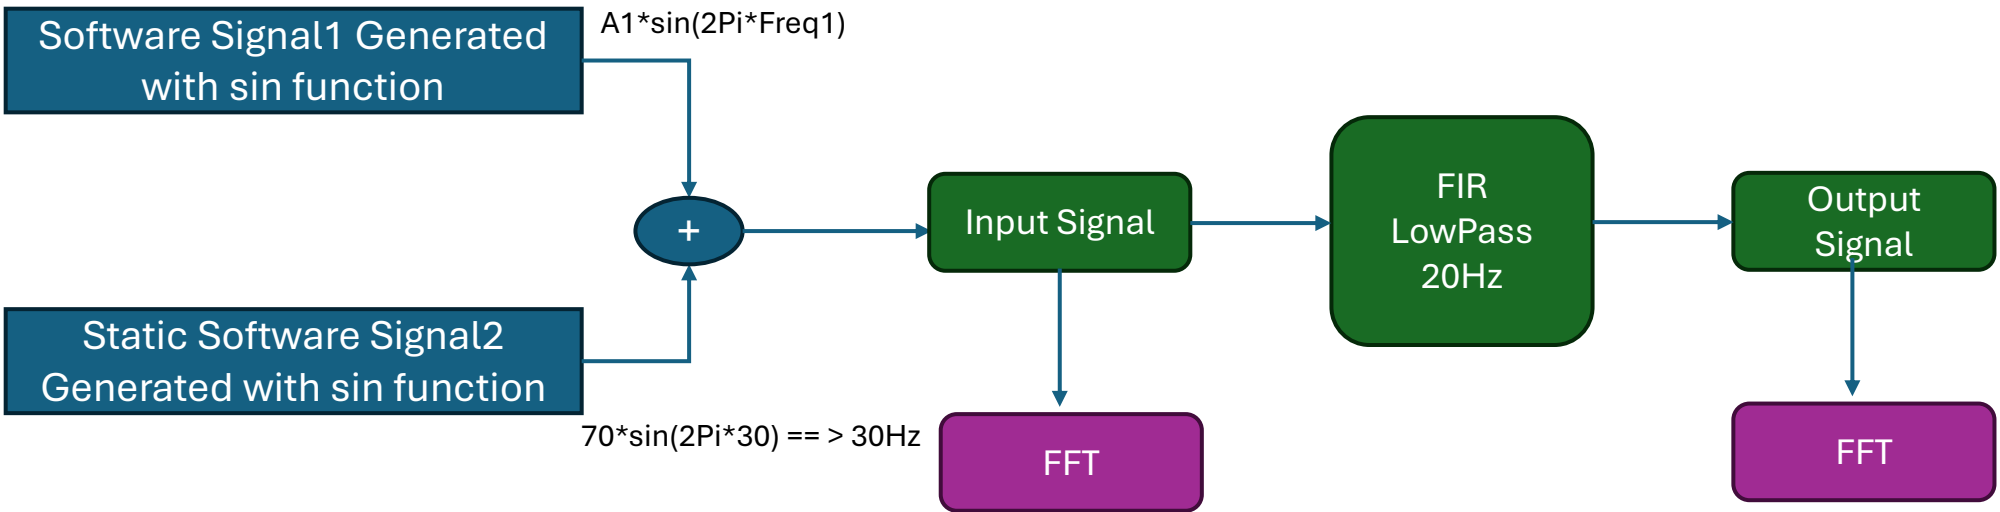 Software Signal1 Generated
with sin function
A1*sin(2Pi*Freq1)
+
Static Software Signal2
Generated with sin function
70*sin(2Pi*30) == > 30Hz
Input Signal
FFT
FIR
LowPass
20Hz
Output
Signal
FFT